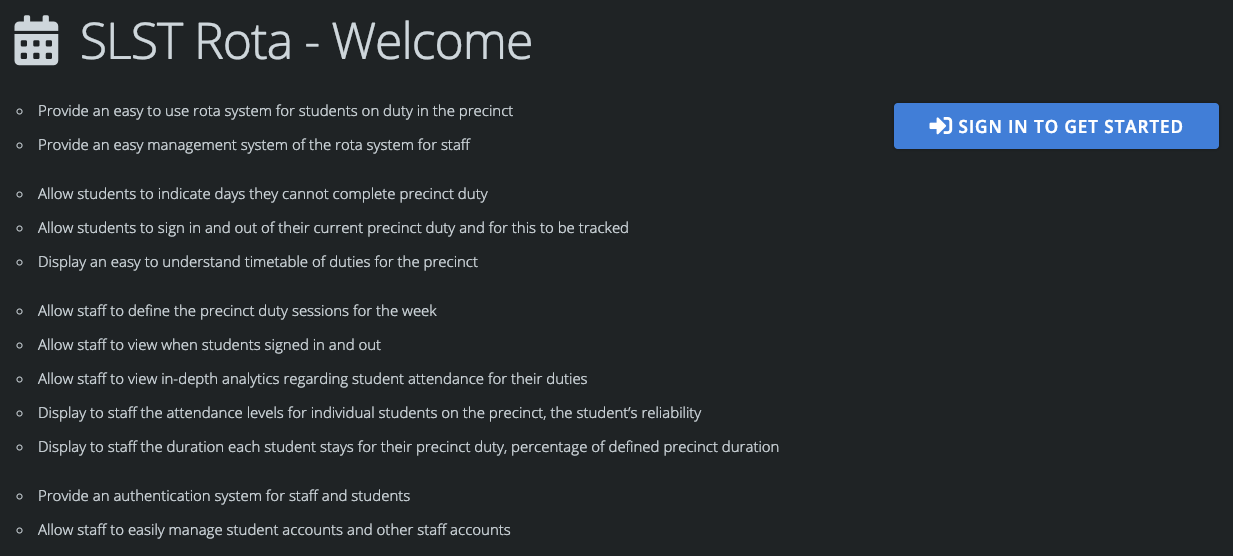 SLST Rota - Welcome
Provide an easy to use rota system for students on duty in the precinct
SIGN IN TO GET STARTED
Provide an easy management system of the rota system for staff
Allow students to indicate days they cannot complete precinct duty
Allow students to sign in and out of their current precinct duty and for this to be tracked
Display an easy to understand timetable of duties for the precinct
Allow staff to define the precinct duty sessions for the week
Allow staff to view when students signed in and out
Allow staff to view in-depth analytics regarding student attendance for their duties
Display to staff the attendance levels for individual students on the precinct, the student’s reliability
Display to staff the duration each student stays for their precinct duty, percentage of defined precinct duration
Provide an authentication system for staff and students
Allow staff to easily manage student accounts and other staff accounts